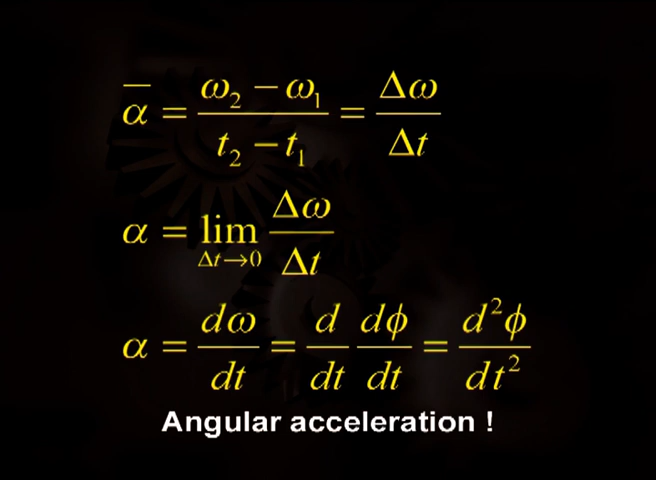 α̅ = (ω₂ − ω₁)/(t₂ − t₁) = Δω/Δt
α = lim_{Δt→0} Δω/Δt
α = dω/dt = d/dt dϕ/dt = d²ϕ/dt²
Angular acceleration !